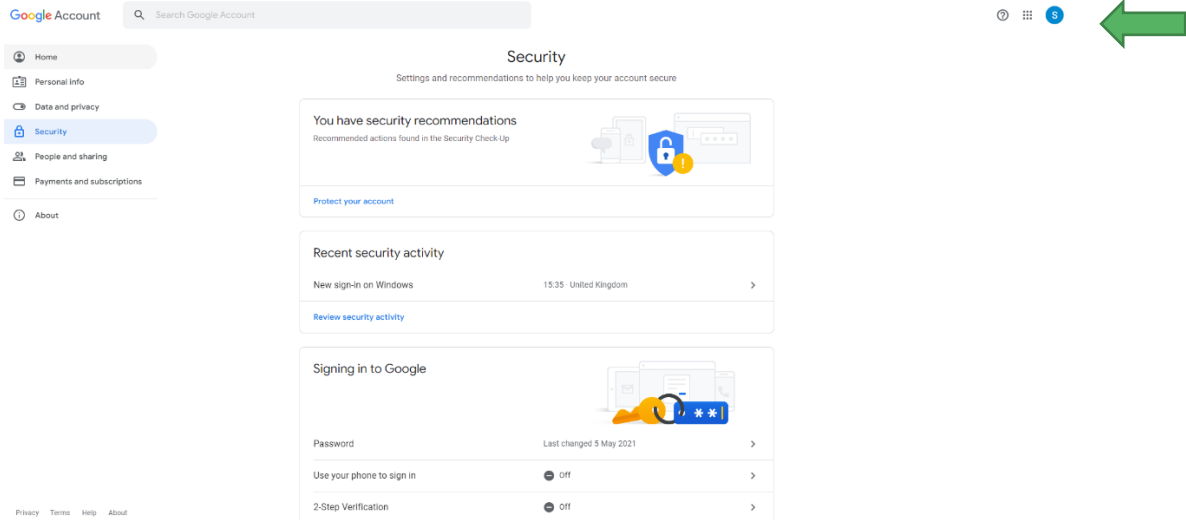 Google Account
Search Google Account
S
Home
Personal info
Data and privacy
Security
People and sharing
Payments and subscriptions
About
Security
Settings and recommendations to help you keep your account secure
You have security recommendations
Recommended actions found in the Security Check-Up
Protect your account
Recent security activity
New sign-in on Windows 15:35 · United Kingdom
Review security activity
Signing in to Google
Password Last changed 5 May 2021
Use your phone to sign in Off
2-Step Verification Off
Privacy Terms Help About